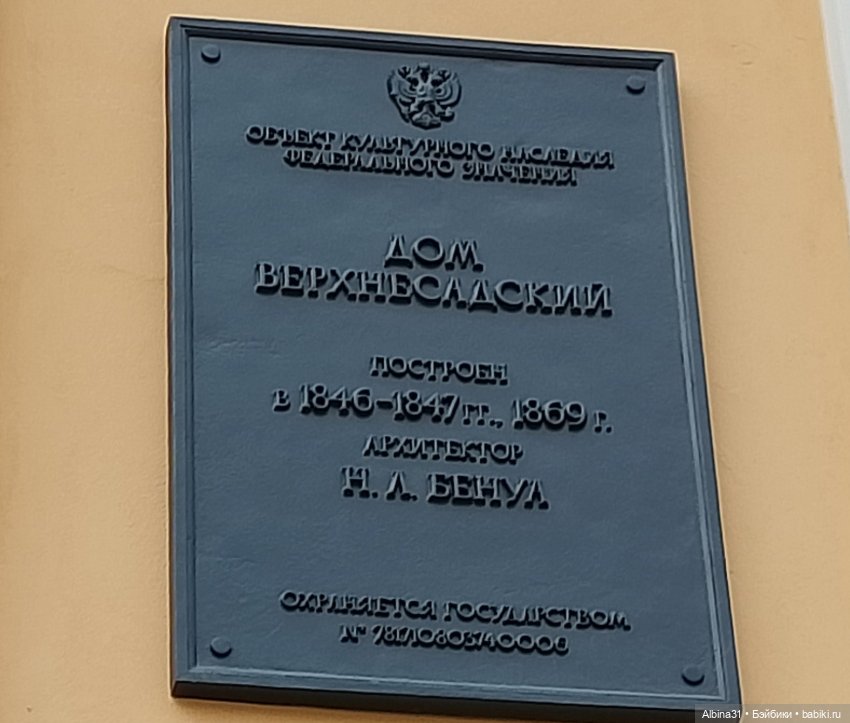 ОБЪЕКТ КУЛЬТУРНОГО НАСЛЕДИЯ
ФЕДЕРАЛЬНОГО ЗНАЧЕНИЯ
ДОМ
ВЕРХНЕСАДСКИЙ
ПОСТРОЕН
В 1846-1847 ГГ., 1869 Г.
АРХИТЕКТОР
Н. Л. БЕНУА
ОХРАНЯЕТСЯ ГОСУДАРСТВОМ
№ 781710803740006
Albina31 • Бэйбики • babiki.ru